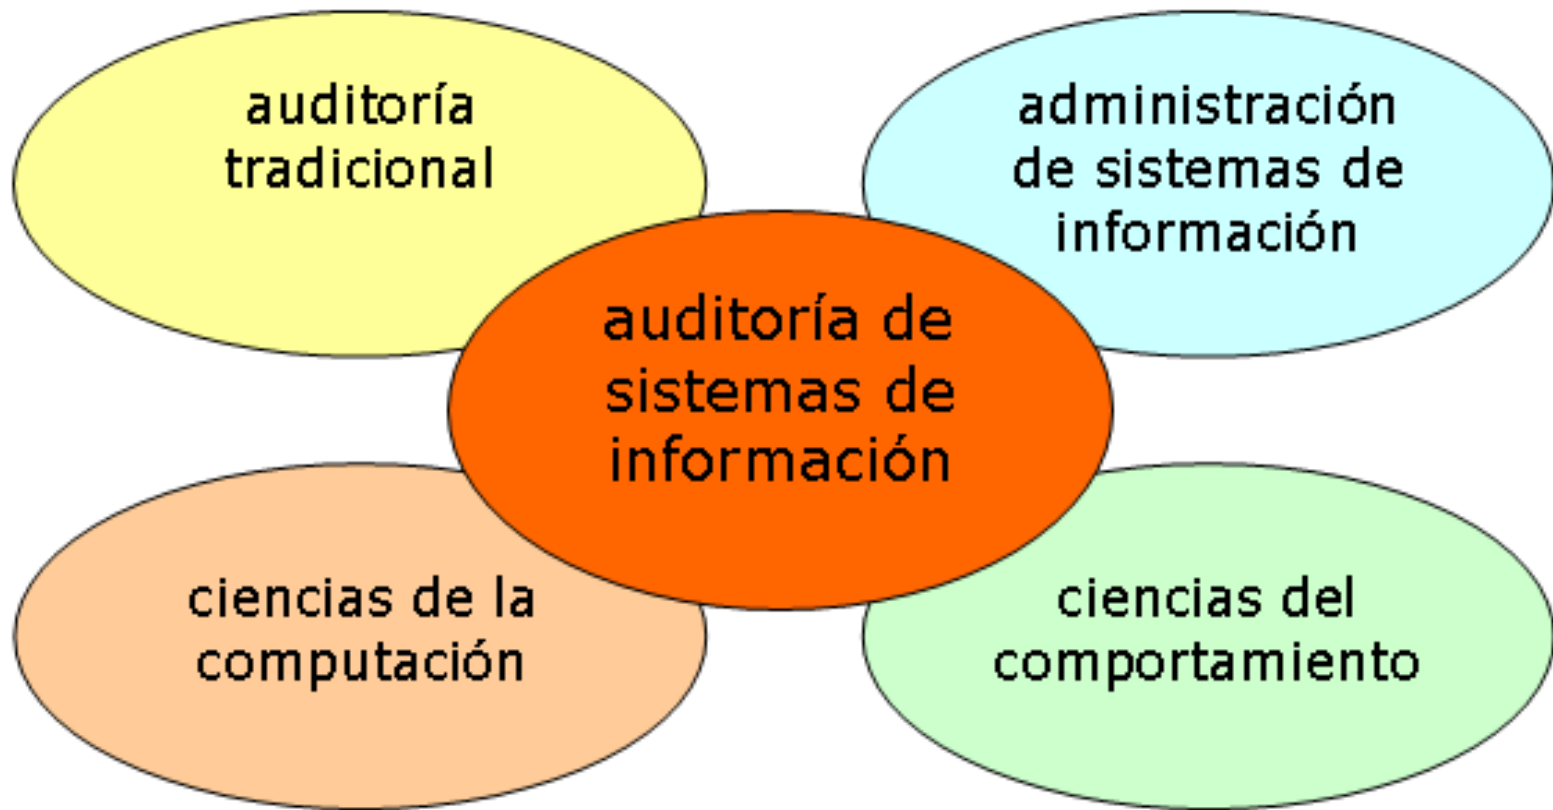 auditoría
tradicional
administración
de sistemas de
información
auditoría de
sistemas de
información
ciencias de la
computación
ciencias del
comportamiento